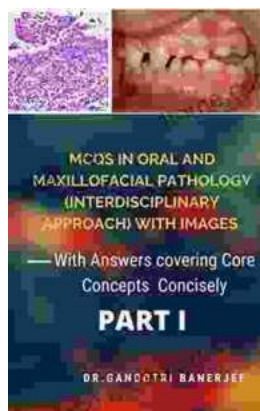 MCQS IN ORAL AND
MAXILLOFACIAL PATHOLOGY
(INTERDISCIPLINARY
APPROACH) WITH IMAGES
— With Answers covering Core
Concepts Concisely
PART I
DR.GANGOTRI BANERJEE